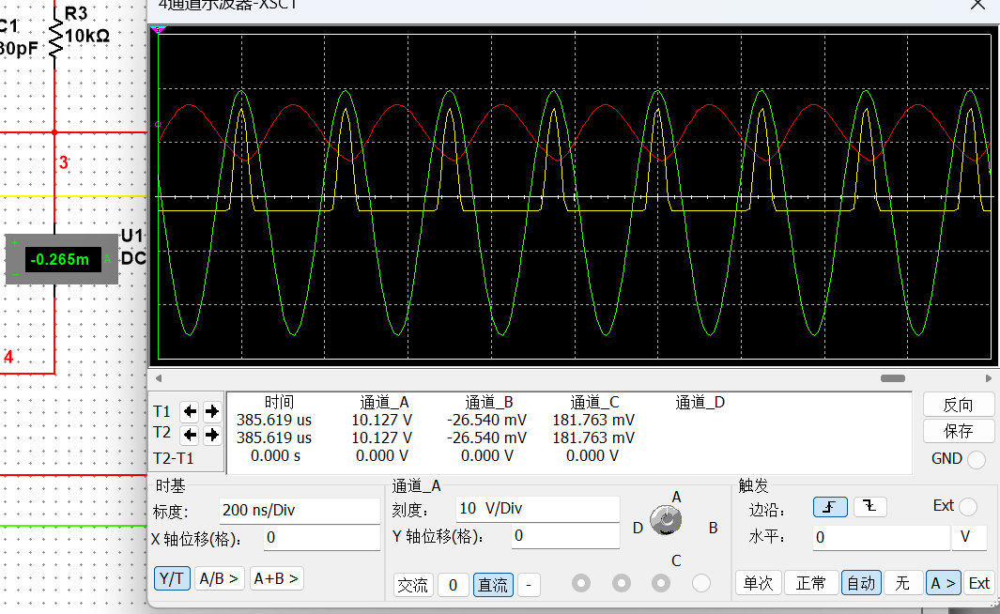 4通道示波器-XSC1
R3
C1
10kΩ
30pF
3
U1
DC
-0.265m
4
时间 通道_A 通道_B 通道_C 通道_D
T1 385.619 us 10.127 V -26.540 mV 181.763 mV
T2 385.619 us 10.127 V -26.540 mV 181.763 mV
T2-T1 0.000 s 0.000 V 0.000 V 0.000 V
反向
保存
GND
时基
标度: 200 ns/Div
X 轴位移(格): 0
Y/T A/B > A+B >
通道_A
刻度: 10 V/Div
Y 轴位移(格): 0
交流 0 直流 -
A
D B
C
触发
边沿: Ext
水平: 0 V
单次 正常 自动 无 A > Ext